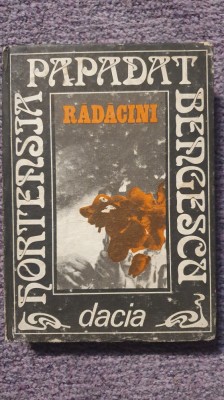 HORTENSIA
PAPADAT
BENGESCU
RĂDĂCINI
dacia